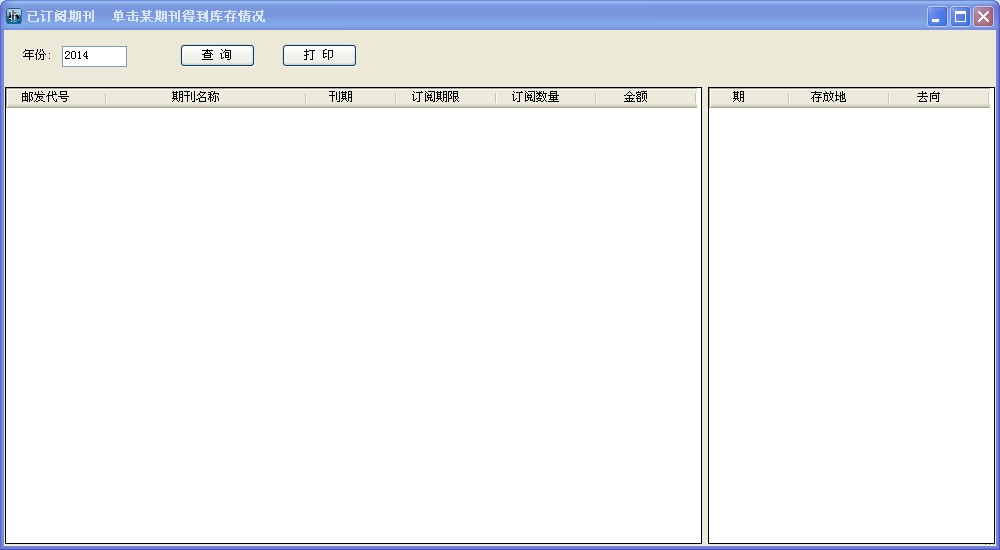 已订阅期刊 单击某期刊得到库存情况
年份: 2014 查 询 打 印
邮发代号 期刊名称 刊期 订阅期限 订阅数量 金额 期 存放地 去向